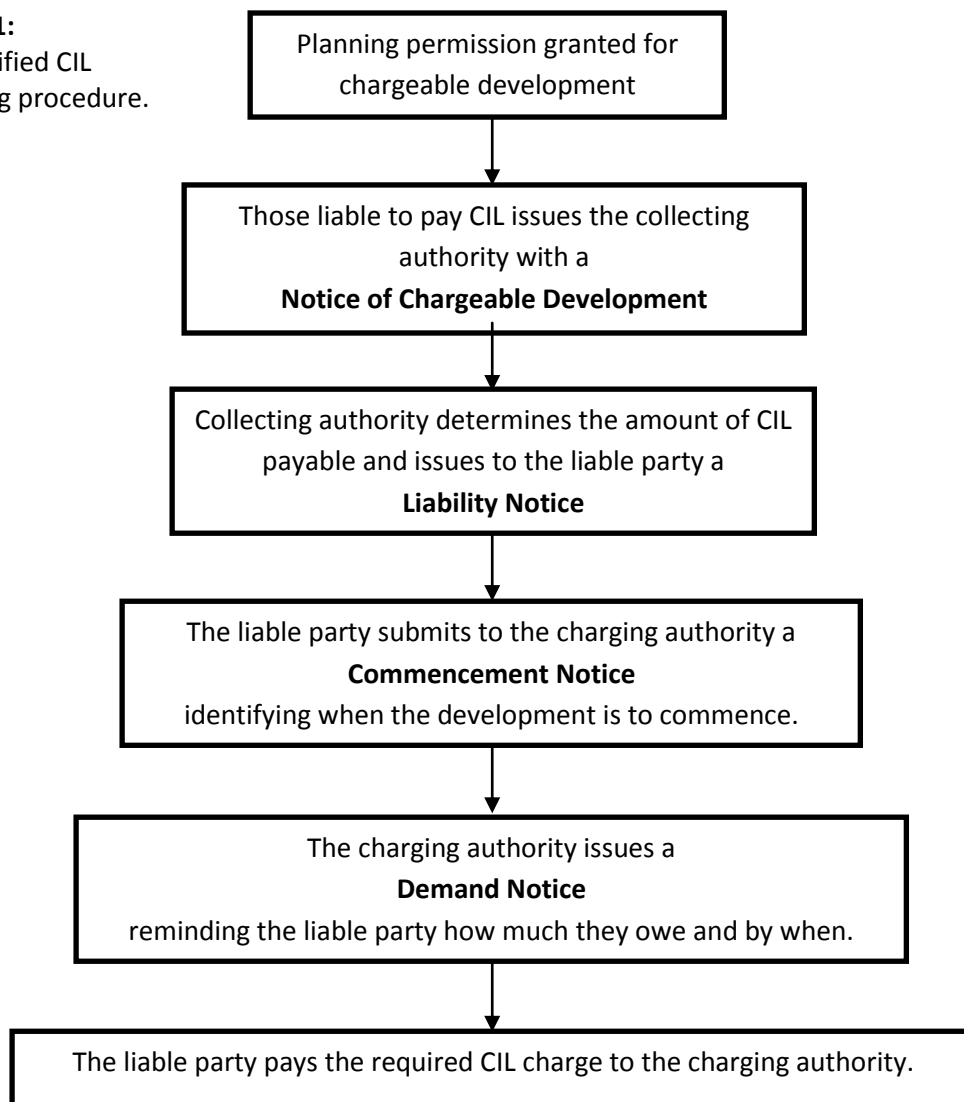 1:
ified CIL
g procedure.
Planning permission granted for
chargeable development
Those liable to pay CIL issues the collecting
authority with a
Notice of Chargeable Development
Collecting authority determines the amount of CIL
payable and issues to the liable party a
Liability Notice
The liable party submits to the charging authority a
Commencement Notice
identifying when the development is to commence.
The charging authority issues a
Demand Notice
reminding the liable party how much they owe and by when.
The liable party pays the required CIL charge to the charging authority.